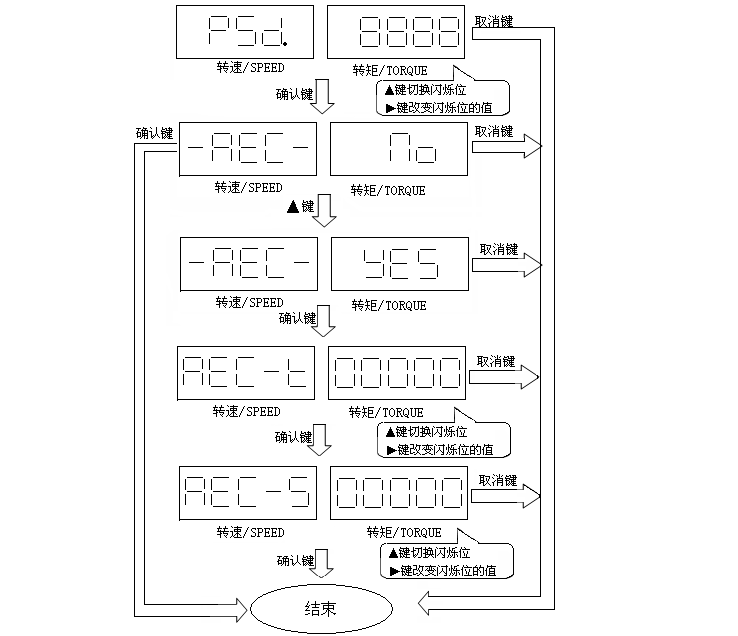 PSd. 8888 取消键
转速/SPEED 转矩/TORQUE
确认键
▲键切换闪烁位
▶键改变闪烁位的值
确认键 -AEC- No 取消键
转速/SPEED 转矩/TORQUE
▲键
-AEC- YES 取消键
转速/SPEED 转矩/TORQUE
确认键
AEC-t 00000 取消键
转速/SPEED 转矩/TORQUE
确认键
▲键切换闪烁位
▶键改变闪烁位的值
AEC-S 00000 取消键
转速/SPEED 转矩/TORQUE
确认键
▲键切换闪烁位
▶键改变闪烁位的值
结束